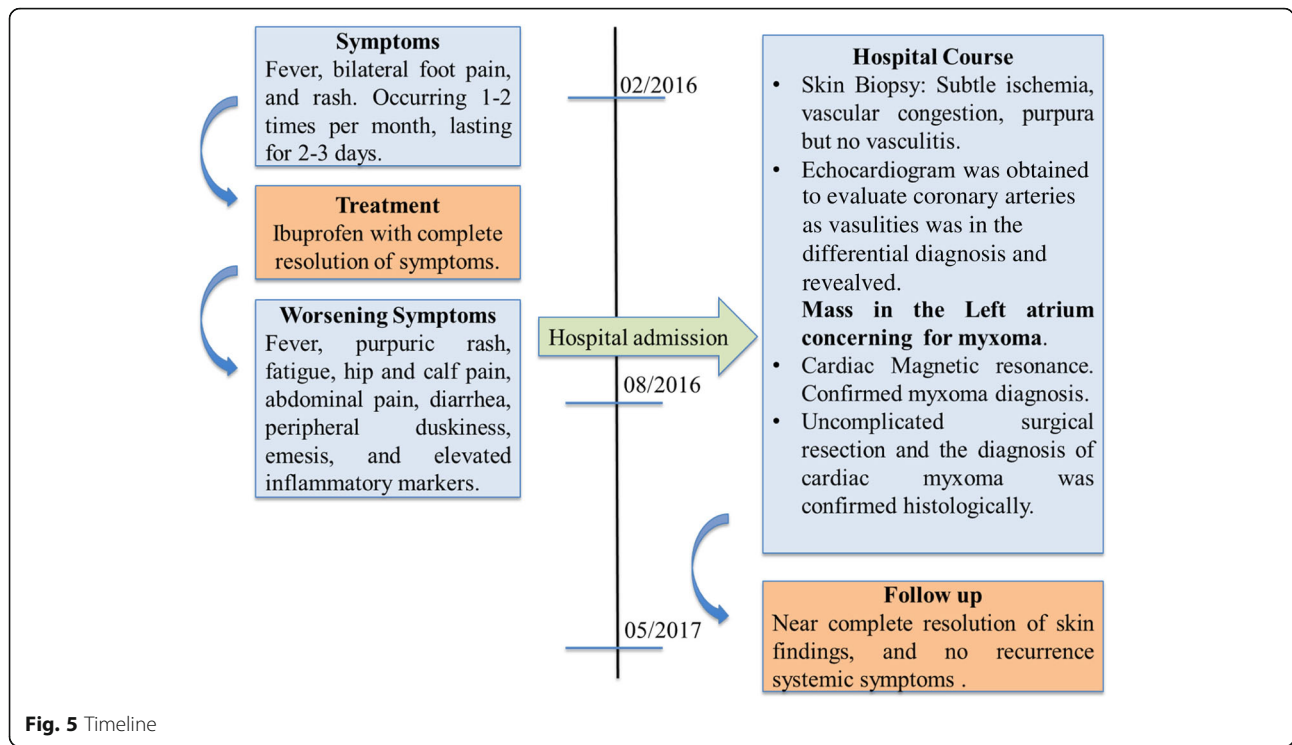 Symptoms
Fever, bilateral foot pain,
and rash. Occurring 1-2
times per month, lasting
for 2-3 days.
Treatment
Ibuprofen with complete
resolution of symptoms.
Worsening Symptoms
Fever, purpuric rash,
fatigue, hip and calf pain,
abdominal pain, diarrhea,
peripheral duskiness,
emesis, and elevated
inflammatory markers.
02/2016
Hospital admission
08/2016
05/2017
Hospital Course
• Skin Biopsy: Subtle ischemia,
vascular congestion, purpura
but no vasculitis.
• Echocardiogram was obtained
to evaluate coronary arteries
as vasulities was in the
differential diagnosis and
revealved.
Mass in the Left atrium
concerning for myxoma.
• Cardiac Magnetic resonance.
Confirmed myxoma diagnosis.
• Uncomplicated surgical
resection and the diagnosis of
cardiac myxoma was
confirmed histologically.
Follow up
Near complete resolution of skin
findings, and no recurrence
systemic symptoms .
Fig. 5 Timeline